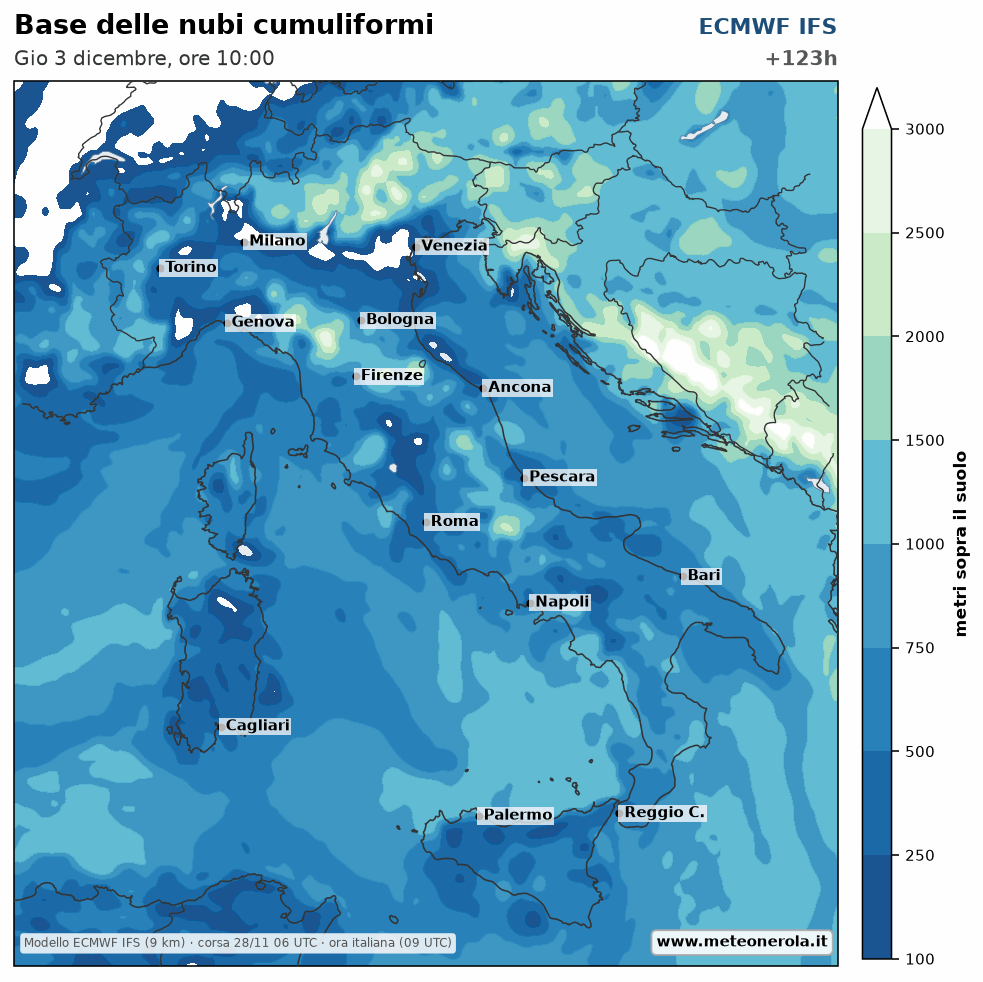 Base delle nubi cumuliformi
ECMWF IFS
Gio 3 dicembre, ore 10:00
+123h
Milano
Venezia
Torino
Genova
Bologna
Firenze
Ancona
Pescara
Roma
Bari
Napoli
Cagliari
Palermo
Reggio C.
3000
2500
2000
1500
1000
750
500
250
100
metri sopra il suolo
Modello ECMWF IFS (9 km) · corsa 28/11 06 UTC · ora italiana (09 UTC)
www.meteonerola.it